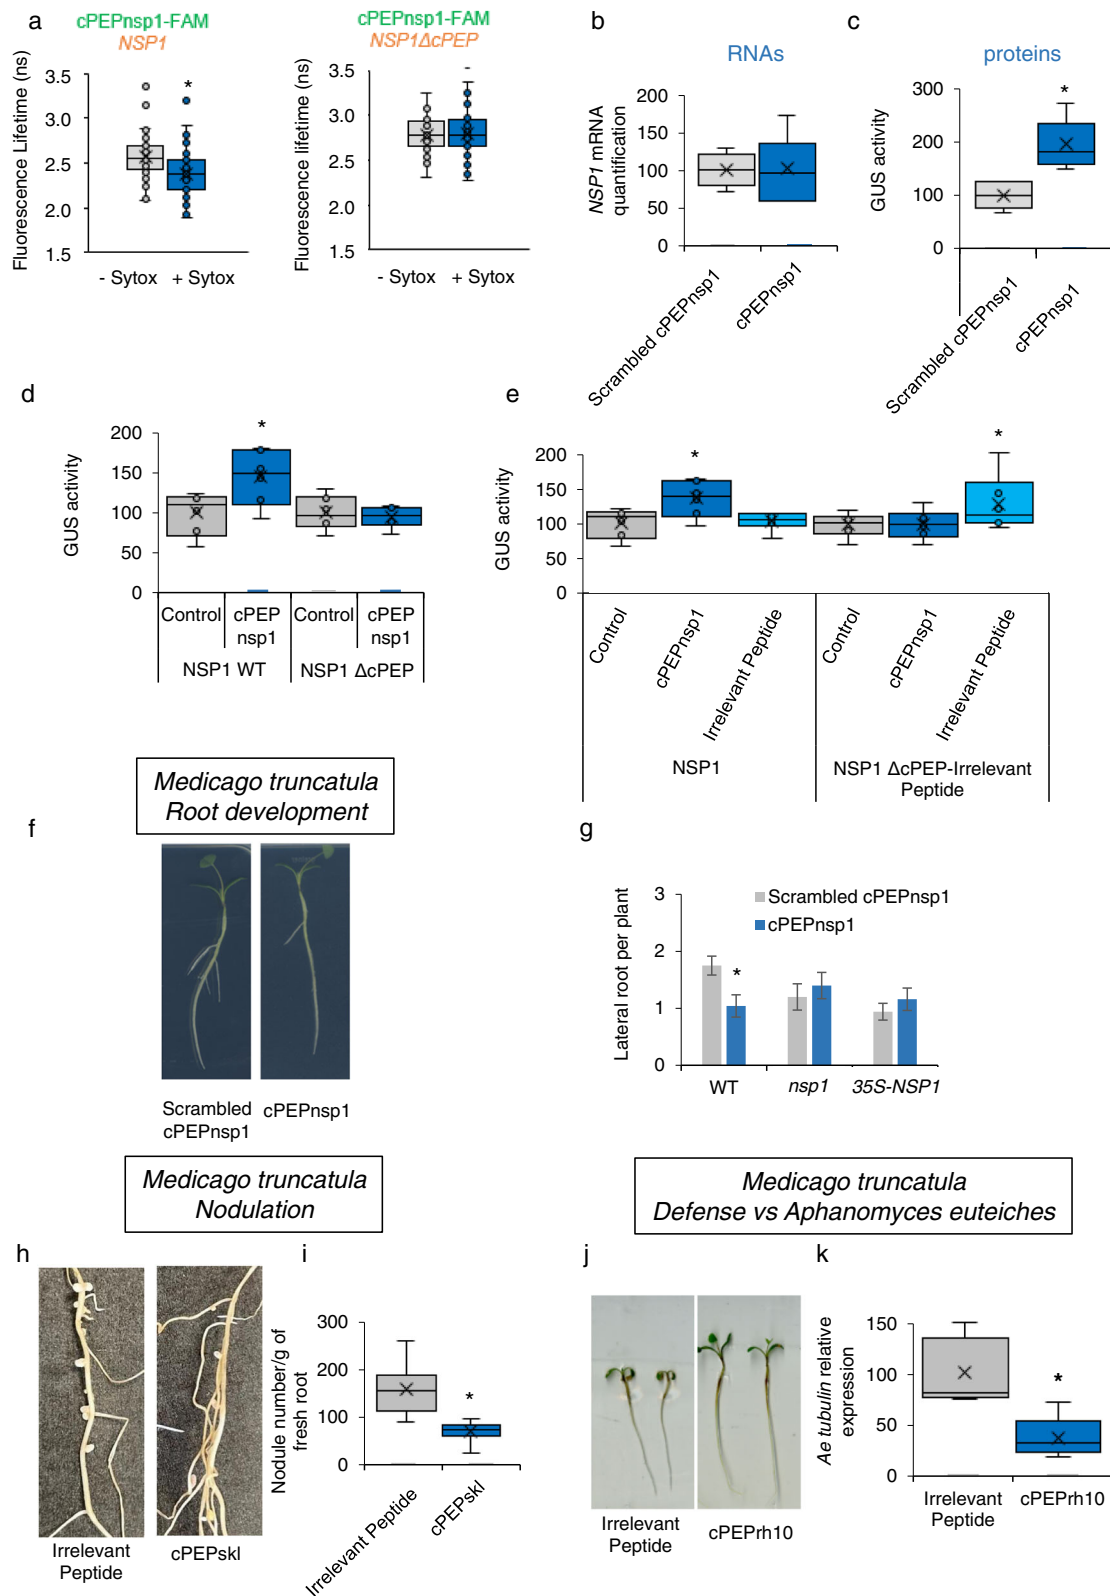 a
cPEPnsp1-FAM
NSP1
Fluorescence Lifetime (ns)
3.5
3.0
2.5
2.0
1.5
*
- Sytox + Sytox
cPEPnsp1-FAM
NSP1ΔcPEP
Fluorescence Lifetime (ns)
3.5
3.0
2.5
2.0
1.5
- Sytox + Sytox
b
RNAs
NSP1 mRNA
quantification
200
150
100
50
0
Scrambled cPEPnsp1
cPEPnsp1
c
proteins
GUS activity
300
200
100
0
*
Scrambled cPEPnsp1
cPEPnsp1
d
GUS activity
200
150
100
50
0
*
Control
cPEP
nsp1
Control
cPEP
nsp1
NSP1 WT
NSP1 ΔcPEP
e
GUS activity
200
150
100
50
0
*
*
Control
cPEPnsp1
Irrelevant Peptide
Control
cPEPnsp1
Irrelevant Peptide
NSP1
NSP1 ΔcPEP-Irrelevant
Peptide
Medicago truncatula
Root development
f
Scrambled
cPEPnsp1
cPEPnsp1
g
Lateral root per plant
3
2
1
0
Scrambled cPEPnsp1
cPEPnsp1
*
WT
nsp1
35S-NSP1
Medicago truncatula
Nodulation
h
Irrelevant
Peptide
cPEPskl
i
Nodule number/g of
fresh root
300
200
100
0
*
Irrelevant Peptide
cPEPskl
Medicago truncatula
Defense vs Aphanomyces euteiches
j
Irrelevant
Peptide
cPEPrh10
k
Ae tubulin relative
expression
150
100
50
0
*
Irrelevant
Peptide
cPEPrh10